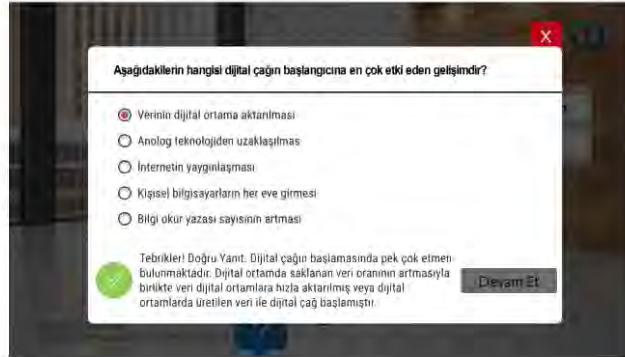 X
Aşağıdakilerin hangisi dijital çağın başlangıcına en çok etki eden gelişimdir?
Verinin dijital ortama aktarılması
Anolog teknolojiden uzaklaşılmas
İnternetin yaygınlaşması
Kişisel bilgisayarların her eve girmesi
Bilgi okur yazası sayısının artması
Tebrikler! Doğru Yanıt. Dijital çağın başlamasında pek çok etmen
bulunmaktadır. Dijital ortamda saklanan veri oranının artmasıyla
birlikte veri dijital ortamlara hızla aktarılmış veya dijital
ortamlarda üretilen veri ile dijital çağ başlamıştır.
Devam Et